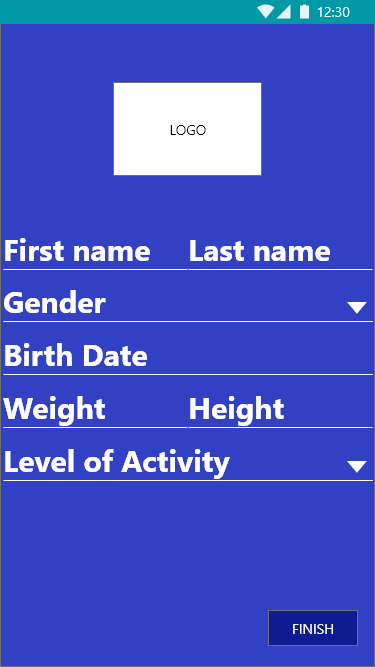 12:30
LOGO
First name Last name
Gender
Birth Date
Weight Height
Level of Activity
FINISH